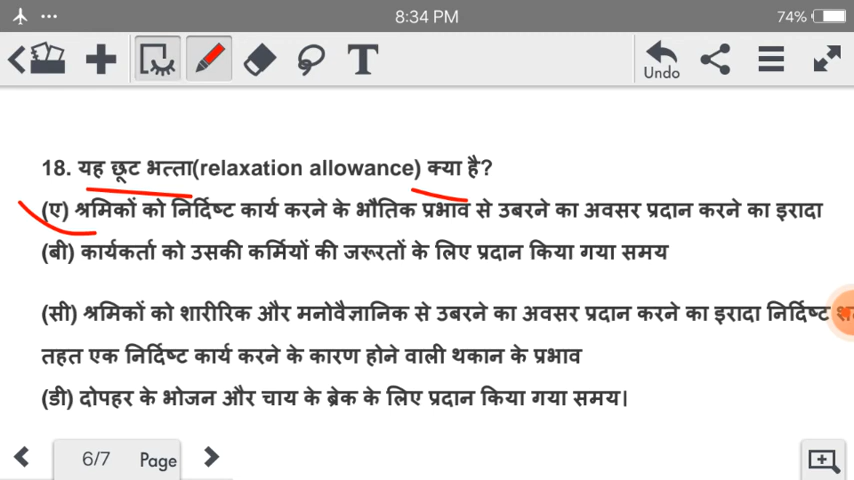 8:34 PM
74%
T
Undo
18. यह छूट भत्ता(relaxation allowance) क्या है?
(ए) श्रमिकों को निर्दिष्ट कार्य करने के भौतिक प्रभाव से उबरने का अवसर प्रदान करने का इरादा
(बी) कार्यकर्ता को उसकी कर्मियों की जरूरतों के लिए प्रदान किया गया समय
(सी) श्रमिकों को शारीरिक और मनोवैज्ञानिक से उबरने का अवसर प्रदान करने का इरादा निर्दिष्ट
तहत एक निर्दिष्ट कार्य करने के कारण होने वाली थकान के प्रभाव
(डी) दोपहर के भोजन और चाय के ब्रेक के लिए प्रदान किया गया समय।
6/7 Page